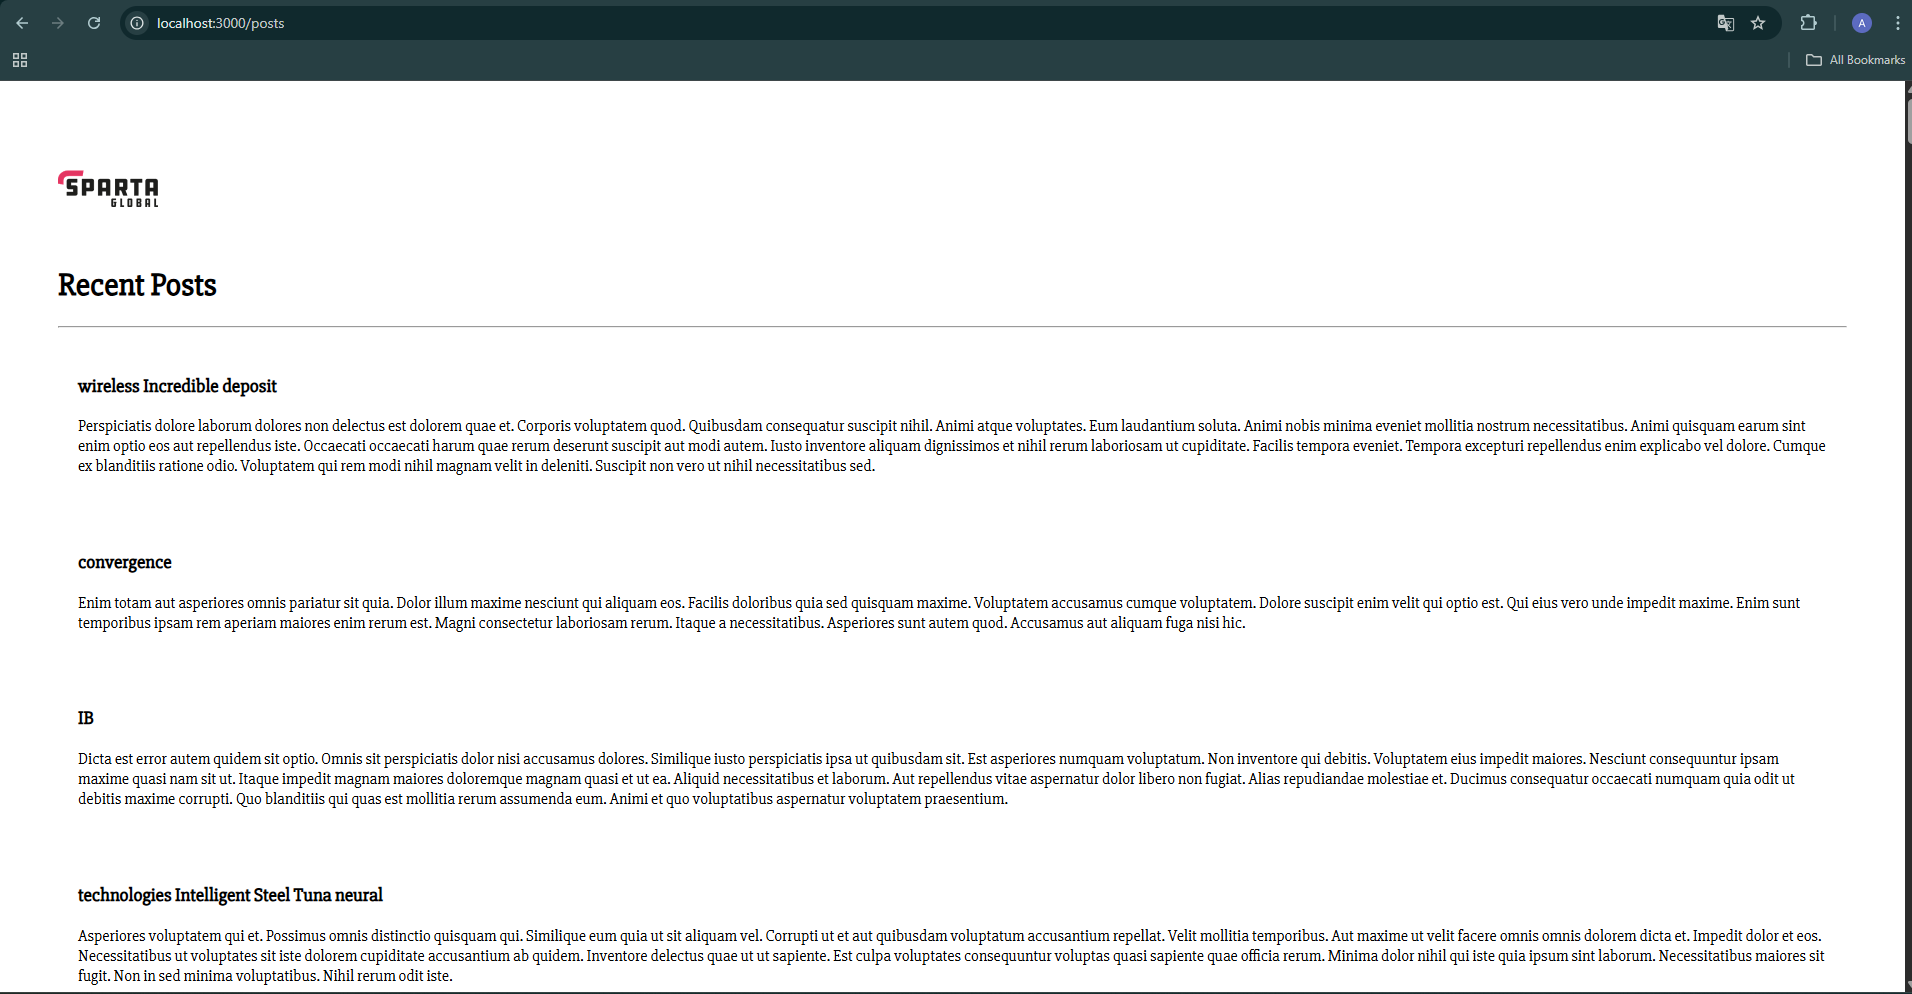 localhost:3000/posts
A
All Bookmarks
SPARTA
GLOBAL
Recent Posts
wireless Incredible deposit
Perspiciatis dolore laborum dolores non delectus est dolorem quae et. Corporis voluptatem quod. Quibusdam consequatur suscipit nihil. Animi atque voluptates. Eum laudantium soluta. Animi nobis minima eveniet mollitia nostrum necessitatibus. Animi quisquam earum sint
enim optio eos aut repellendus iste. Occaecati occaecati harum quae rerum deserunt suscipit aut modi autem. Iusto inventore aliquam dignissimos et nihil rerum laboriosam ut cupiditate. Facilis tempora eveniet. Tempora excepturi repellendus enim explicabo vel dolore. Cumque
ex blanditiis ratione odio. Voluptatem qui rem modi nihil magnam velit in deleniti. Suscipit non vero ut nihil necessitatibus sed.
convergence
Enim totam aut asperiores omnis pariatur sit quia. Dolor illum maxime nesciunt qui aliquam eos. Facilis doloribus quia sed quisquam maxime. Voluptatem accusamus cumque voluptatem. Dolore suscipit enim velit qui optio est. Qui eius vero unde impedit maxime. Enim sunt
temporibus ipsam rem aperiam maiores enim rerum est. Magni consectetur laboriosam rerum. Itaque a necessitatibus. Asperiores sunt autem quod. Accusamus aut aliquam fuga nisi hic.
IB
Dicta est error autem quidem sit optio. Omnis sit perspiciatis dolor nisi accusamus dolores. Similique iusto perspiciatis ipsa ut quibusdam sit. Est asperiores numquam voluptatum. Non inventore qui debitis. Voluptatem eius impedit maiores. Nesciunt consequuntur ipsam
maxime quasi nam sit ut. Itaque impedit magnam maiores doloremque magnam quasi et ut ea. Aliquid necessitatibus et laborum. Aut repellendus vitae aspernatur dolor libero non fugiat. Alias repudiandae molestiae et. Ducimus consequatur occaecati numquam quia odit ut
debitis maxime corrupti. Quo blanditiis qui quas est mollitia rerum assumenda eum. Animi et quo voluptatibus aspernatur voluptatem praesentium.
technologies Intelligent Steel Tuna neural
Asperiores voluptatem qui et. Possimus omnis distinctio quisquam qui. Similique eum quia ut sit aliquam vel. Corrupti ut et aut quibusdam voluptatum accusantium repellat. Velit mollitia temporibus. Aut maxime ut velit facere omnis omnis dolorem dicta et. Impedit dolor et eos.
Necessitatibus ut voluptates sit iste dolorem cupiditate accusantium ab quidem. Inventore delectus quae ut ut sapiente. Est culpa voluptates consequuntur voluptas quasi sapiente quae officia rerum. Minima dolor nihil qui iste quia ipsum sint laborum. Necessitatibus maiores sit
fugit. Non in sed minima voluptatibus. Nihil rerum odit iste.